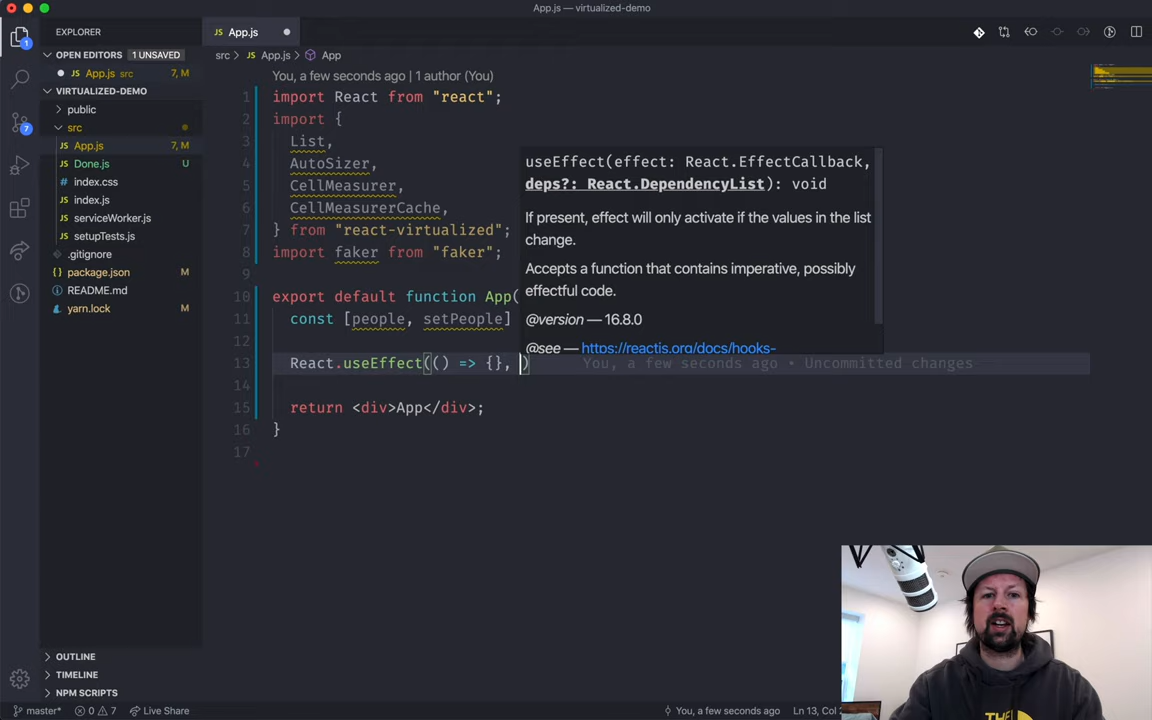 App.js — virtualized-demo
EXPLORER
App.js
OPEN EDITORS 1 UNSAVED
App.js src 7, M
VIRTUALIZED-DEMO
public
src
App.js 7, M
Done.js U
index.css
index.js
serviceWorker.js
setupTests.js
.gitignore
package.json M
README.md
yarn.lock M
OUTLINE
TIMELINE
NPM SCRIPTS
src > App.js > App
You, a few seconds ago | 1 author (You)
1 import React from "react";
2 import {
3 List,
4 AutoSizer,
5 CellMeasurer,
6 CellMeasurerCache,
7 } from "react-virtualized";
8 import faker from "faker";
9
10 export default function App(
11 const [people, setPeople]
12
13 React.useEffect(() => {}, ) You, a few seconds ago • Uncommitted changes
14
15 return <div>App</div>;
16 }
17
useEffect(effect: React.EffectCallback,
deps?: React.DependencyList): void
If present, effect will only activate if the values in the list
change.
Accepts a function that contains imperative, possibly
effectful code.
@version — 16.8.0
@see — https://reactjs.org/docs/hooks-
1
7
THE
master* 0 7 Live Share
You, a few seconds ago Ln 13, Col